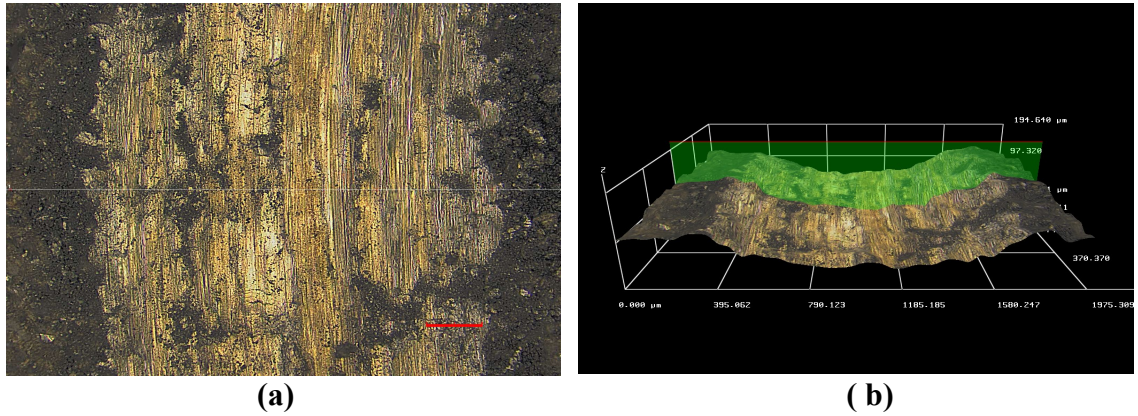 194.640 µm
97.320
Z
µm
370.370
0.000 µm
395.062
790.123
1185.185
1580.247
1975.309
(a)
( b)